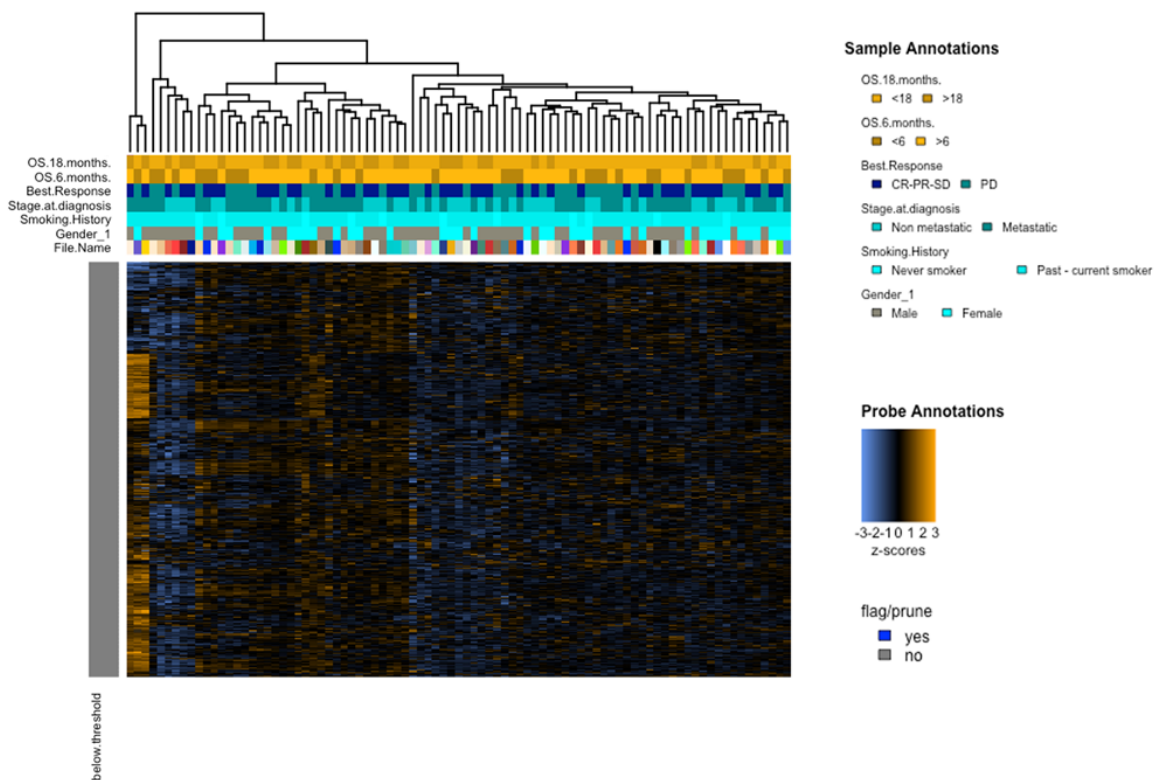 Sample Annotations
OS.18.months.
<18 >18
OS.6.months.
<6 >6
Best.Response
CR-PR-SD PD
Stage.at.diagnosis
Non metastatic Metastatic
Smoking.History
Never smoker Past - current smoker
Gender_1
Male Female
OS.18.months.
OS.6.months.
Best.Response
Stage.at.diagnosis
Smoking.History
Gender_1
File.Name
Probe Annotations
-3-2-1 0 1 2 3
z-scores
flag/prune
yes
no
below.threshold